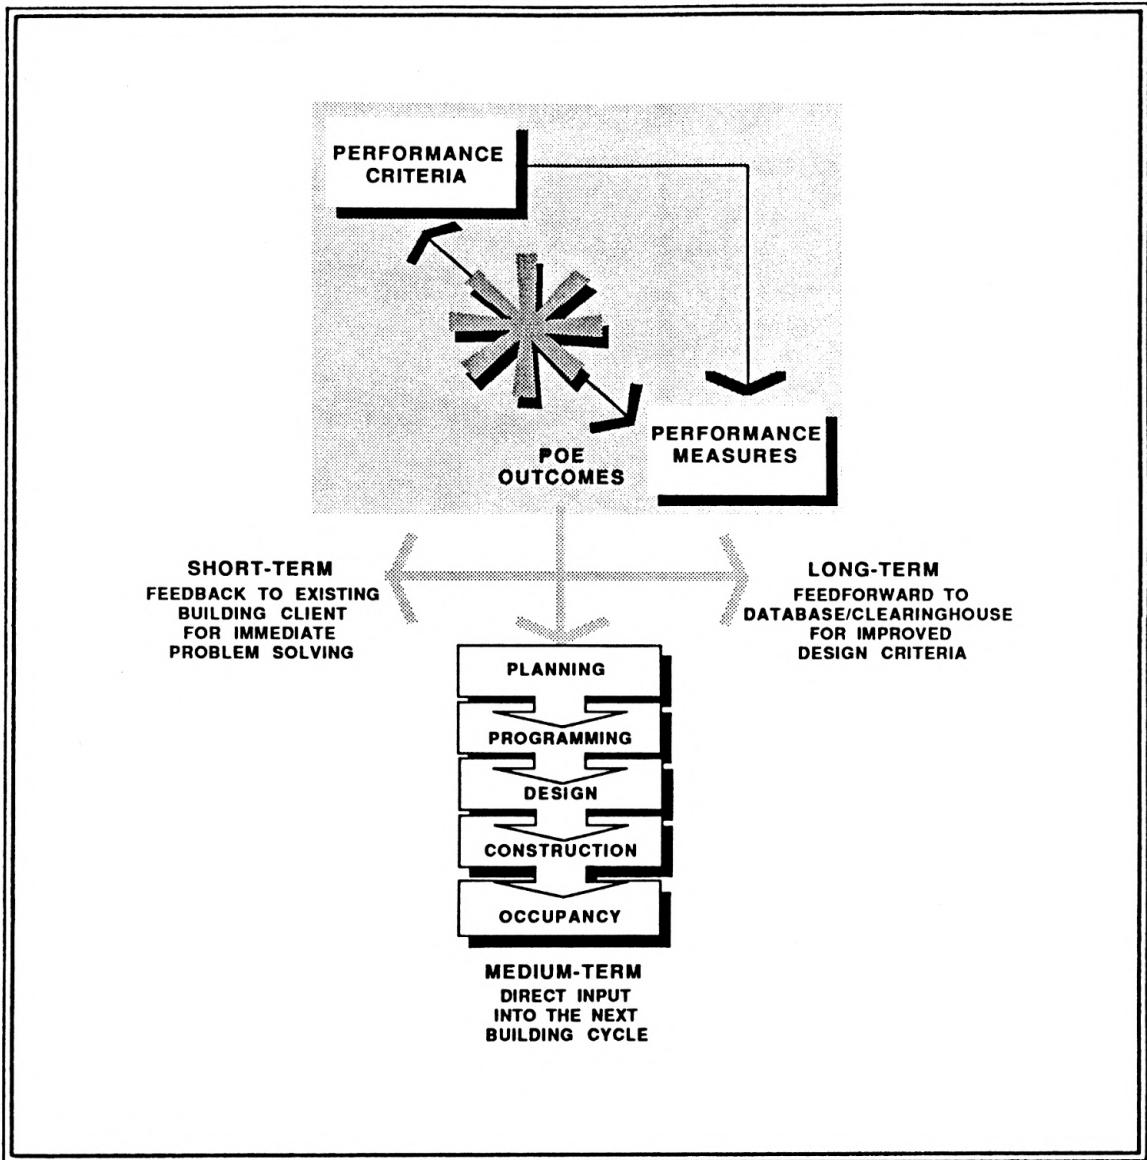 PERFORMANCE
CRITERIA
POE
OUTCOMES
PERFORMANCE
MEASURES
SHORT-TERM
FEEDBACK TO EXISTING
BUILDING CLIENT
FOR IMMEDIATE
PROBLEM SOLVING
LONG-TERM
FEEDFORWARD TO
DATABASE/CLEARINGHOUSE
FOR IMPROVED
DESIGN CRITERIA
PLANNING
PROGRAMMING
DESIGN
CONSTRUCTION
OCCUPANCY
MEDIUM-TERM
DIRECT INPUT
INTO THE NEXT
BUILDING CYCLE